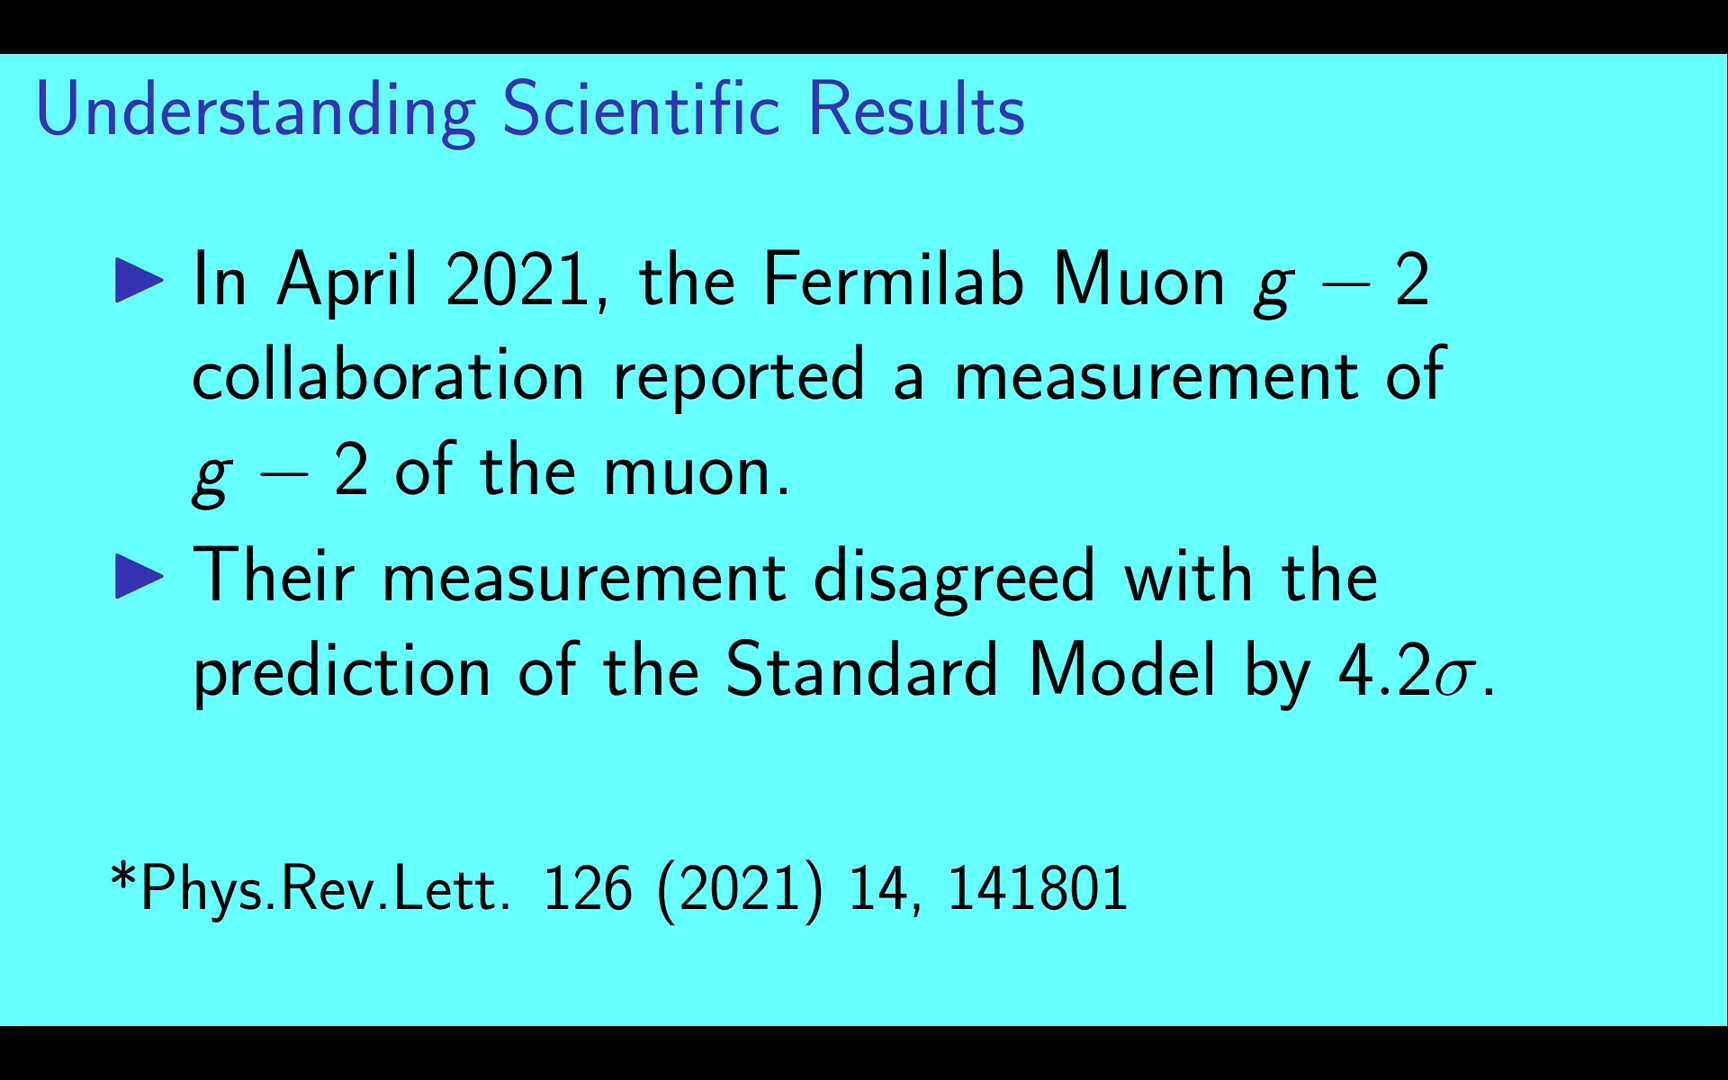 Understanding Scientific Results
▶ In April 2021, the Fermilab Muon g − 2
collaboration reported a measurement of
g − 2 of the muon.
▶ Their measurement disagreed with the
prediction of the Standard Model by 4.2σ.
*Phys.Rev.Lett. 126 (2021) 14, 141801